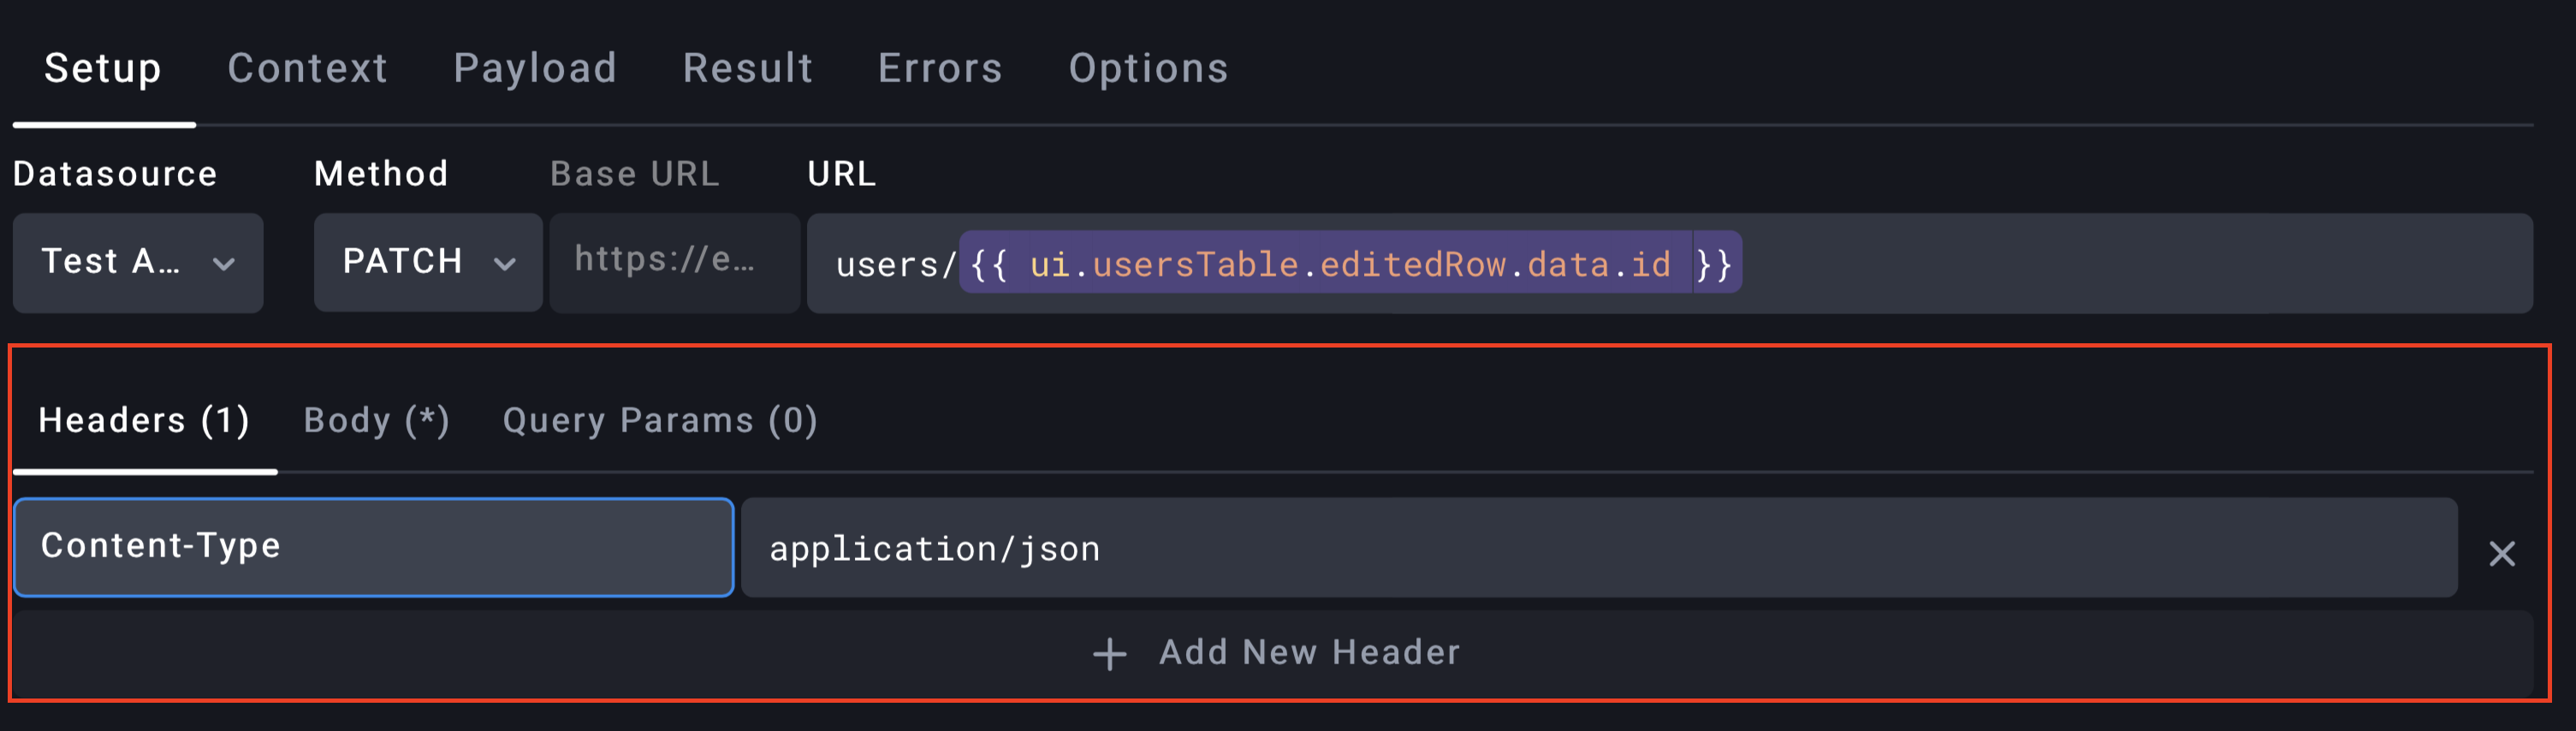 Setup Context Payload Result Errors Options
Datasource Method Base URL URL
Test A... PATCH https://e... users/{{ ui.usersTable.editedRow.data.id }}
Headers (1) Body (*) Query Params (0)
Content-Type application/json
+ Add New Header